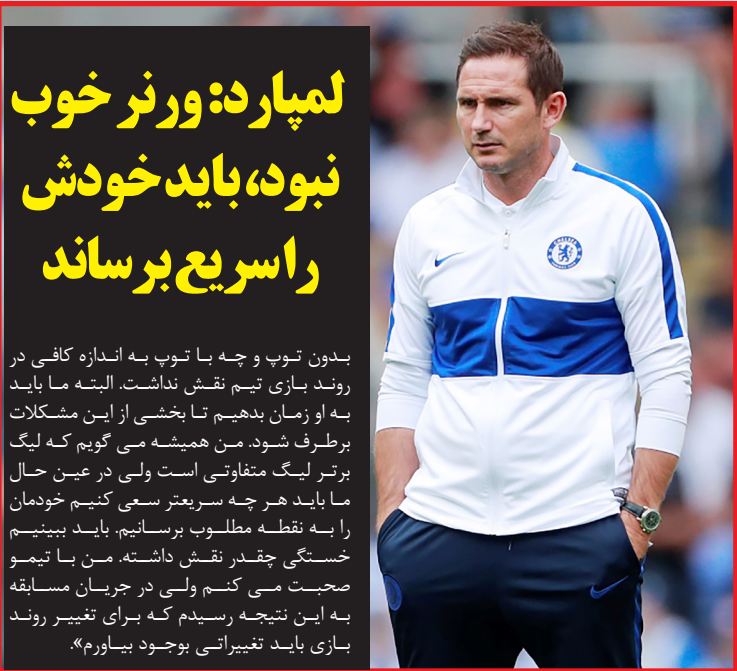 لمپارد: ورنر خوب
نبود، باید خودش
را سریع برساند
بدون توپ و چه با توپ به اندازه کافی در
روند بازی تیم نقش نداشت. البته ما باید
به او زمان بدهیم تا بخشی از این مشکلات
برطرف شود. من همیشه می گویم که لیگ
برتر لیگ متفاوتی است ولی در عین حال
ما باید هر چه سریعتر سعی کنیم خودمان
را به نقطه مطلوب برسانیم. باید ببینیم
خستگی چقدر نقش داشته. من با تیمو
صحبت می کنم ولی در جریان مسابقه
به این نتیجه رسیدم که برای تغییر روند
بازی باید تغییراتی بوجود بیاورم».
CHELSEA